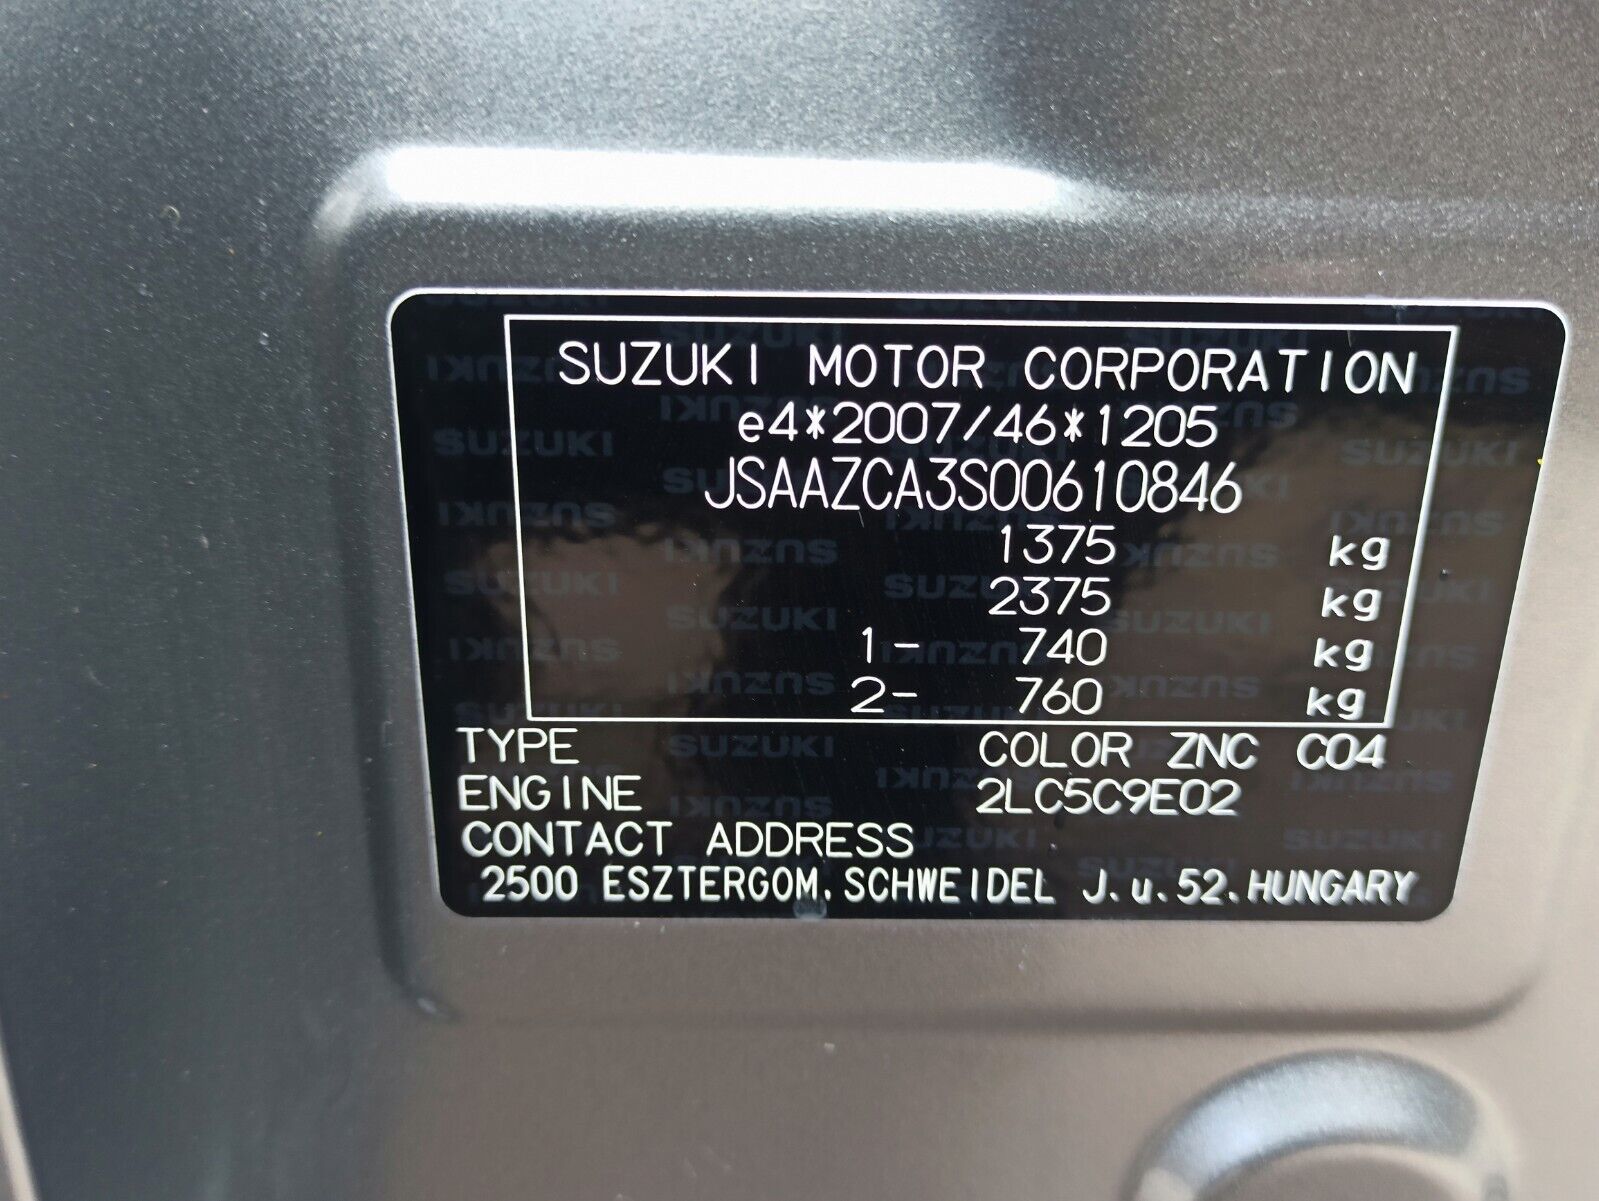 SUZUKI MOTOR CORPORATION
e4*2007/46*1205
JSAAZCA3S00610846
1375 kg
2375 kg
1- 740 kg
2- 760 kg
TYPE COLOR ZNC C04
ENGINE 2LC5C9E02
CONTACT ADDRESS
2500 ESZTERGOM, SCHWEIDEL J. u. 52. HUNGARY